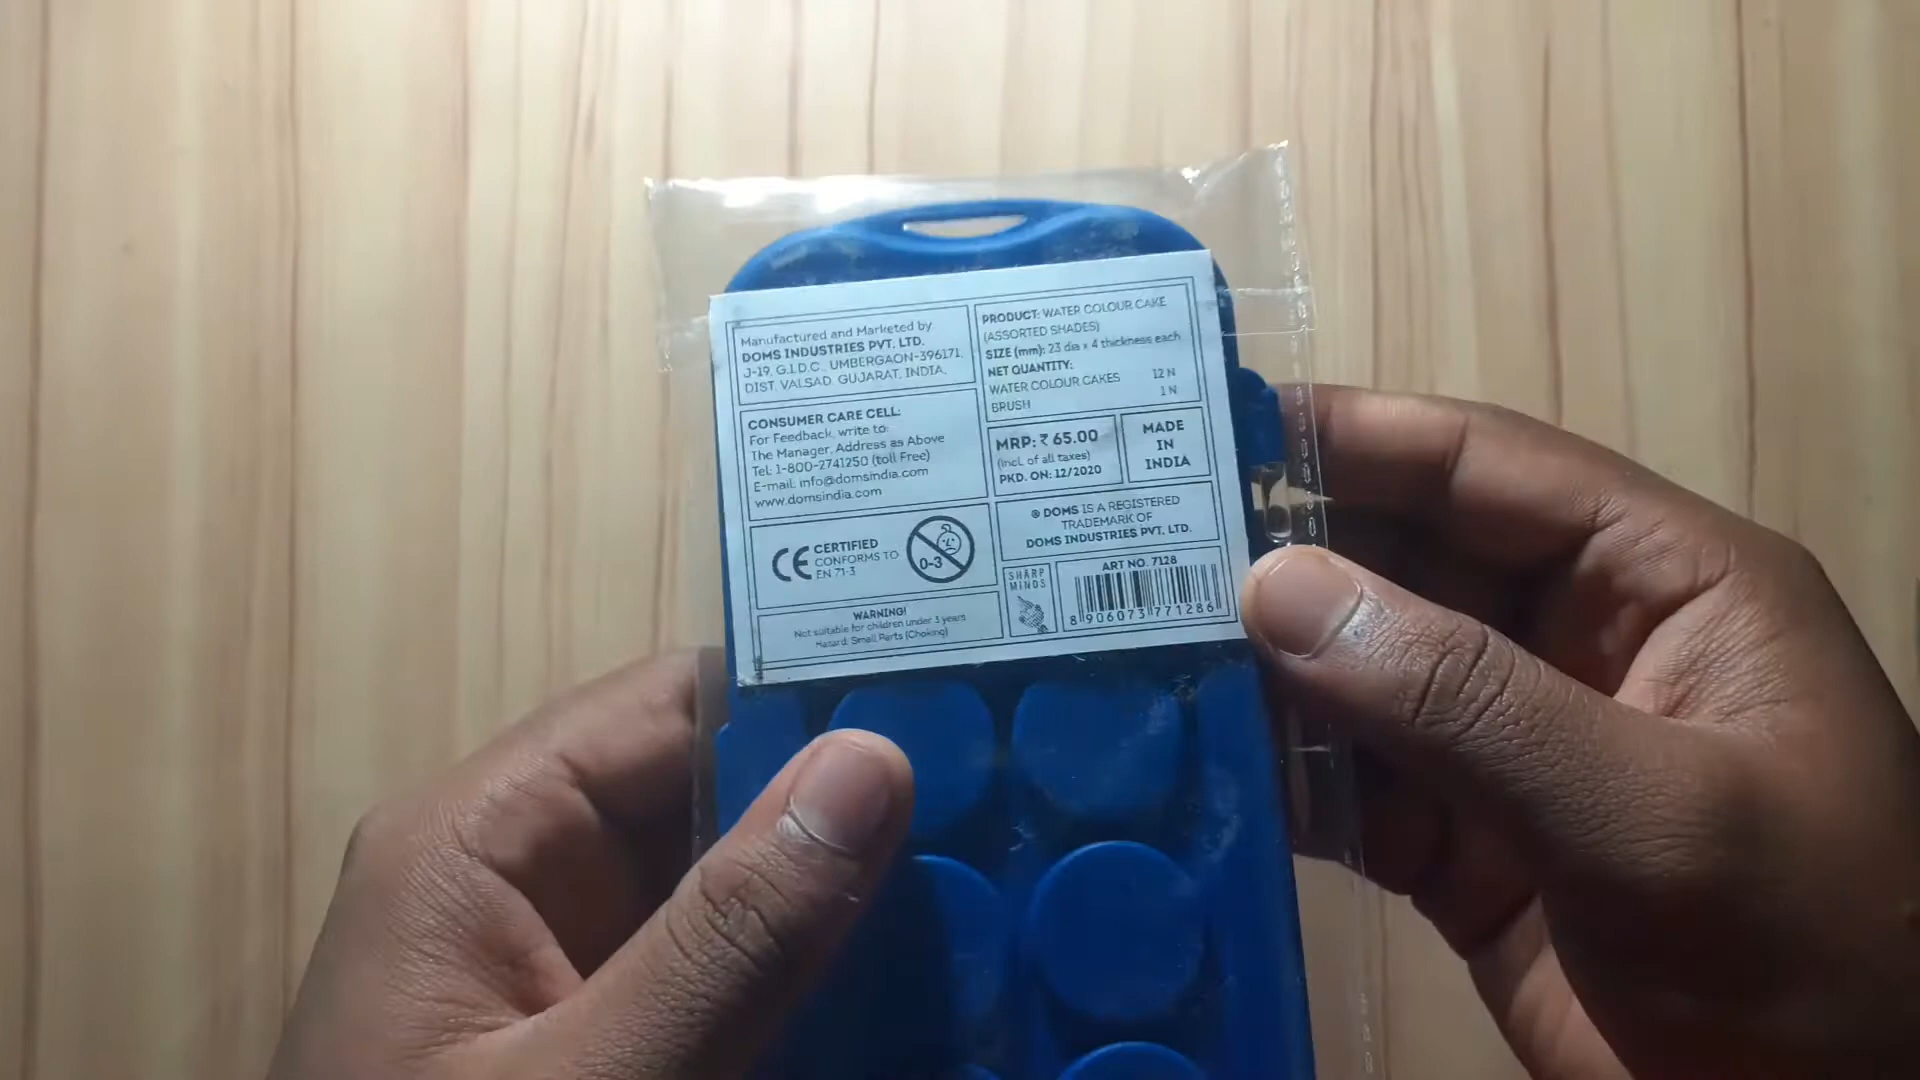 Manufactured and Marketed by
DOMS INDUSTRIES PVT. LTD.
J-19, G.I.D.C., UMBERGAON-396171,
DIST. VALSAD. GUJARAT, INDIA.
CONSUMER CARE CELL:
For Feedback, write to:
The Manager, Address as Above
Tel: 1-800-2741250 (toll Free)
E-mail: info@domsindia.com
www.domsindia.com
CE CERTIFIED
CONFORMS TO
EN 71-3
0-3
WARNING!
Not suitable for children under 3 years
Hazard: Small Parts (Choking)
PRODUCT: WATER COLOUR CAKE
(ASSORTED SHADES)
SIZE (mm): 23 dia x 4 thickness each
NET QUANTITY:
WATER COLOUR CAKES 12 N
BRUSH 1 N
MRP: ₹ 65.00
(incl. of all taxes)
PKD. ON: 12/2020
MADE
IN
INDIA
® DOMS IS A REGISTERED
TRADEMARK OF
DOMS INDUSTRIES PVT. LTD.
SHARP
MINDS
ART NO. 7128
8 906073 771286